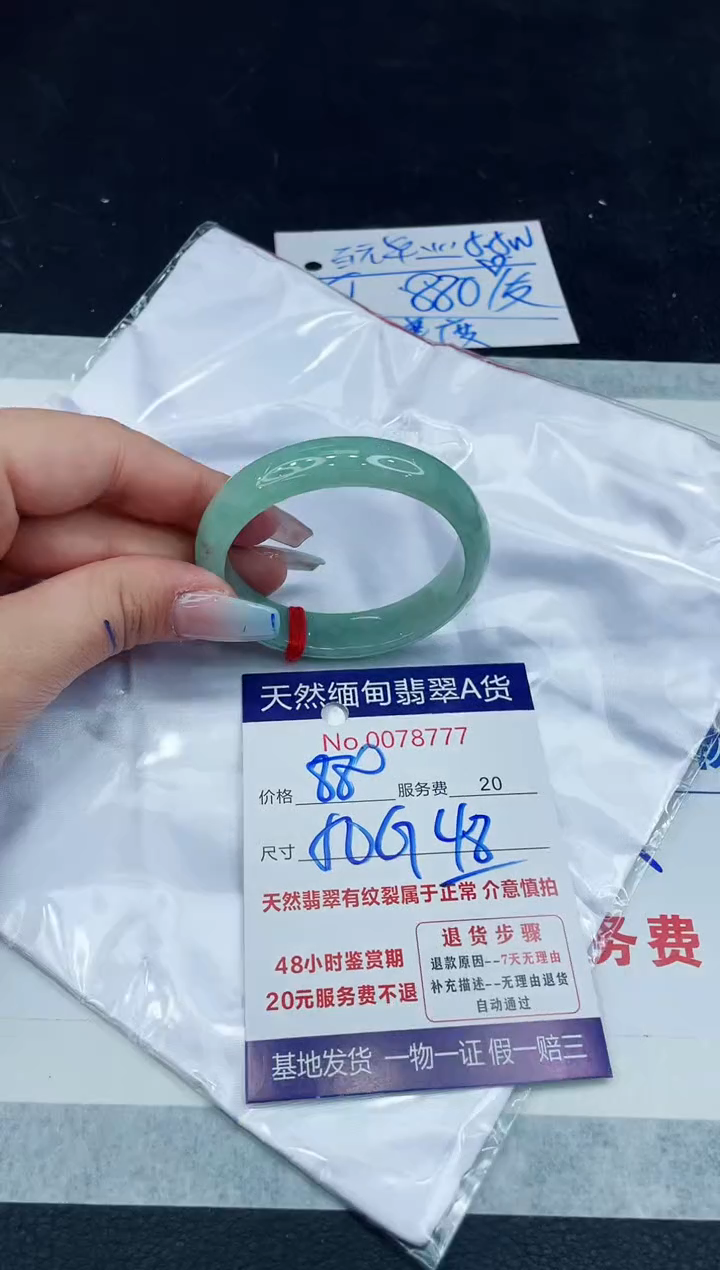 880/发
天然缅甸翡翠A货
No.0078777
价格 880 服务费 20
尺寸 48
天然翡翠有纹裂属于正常 介意慎拍
48小时鉴赏期
20元服务费不退
退货步骤
退款原因--7天无理由
补充描述--无理由退货
自动通过
基地发货 一物一证 假一赔三
务费